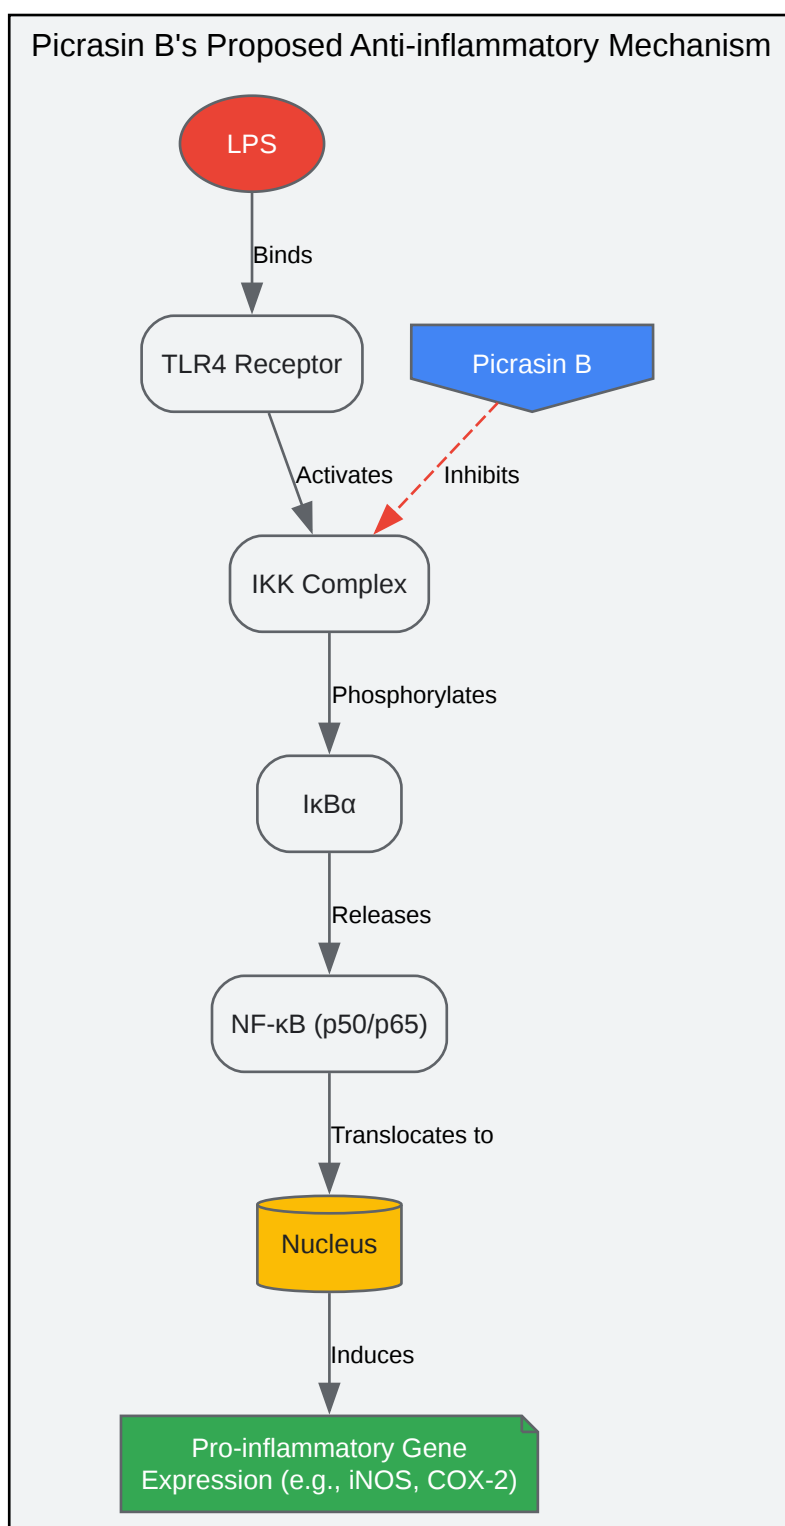 Picrasin B's Proposed Anti-inflammatory Mechanism
LPS
Binds
TLR4 Receptor
Picrasin B
Activates
Inhibits
IKK Complex
Phosphorylates
IκBα
Releases
NF-κB (p50/p65)
Translocates to
Nucleus
Induces
Pro-inflammatory Gene
Expression (e.g., iNOS, COX-2)